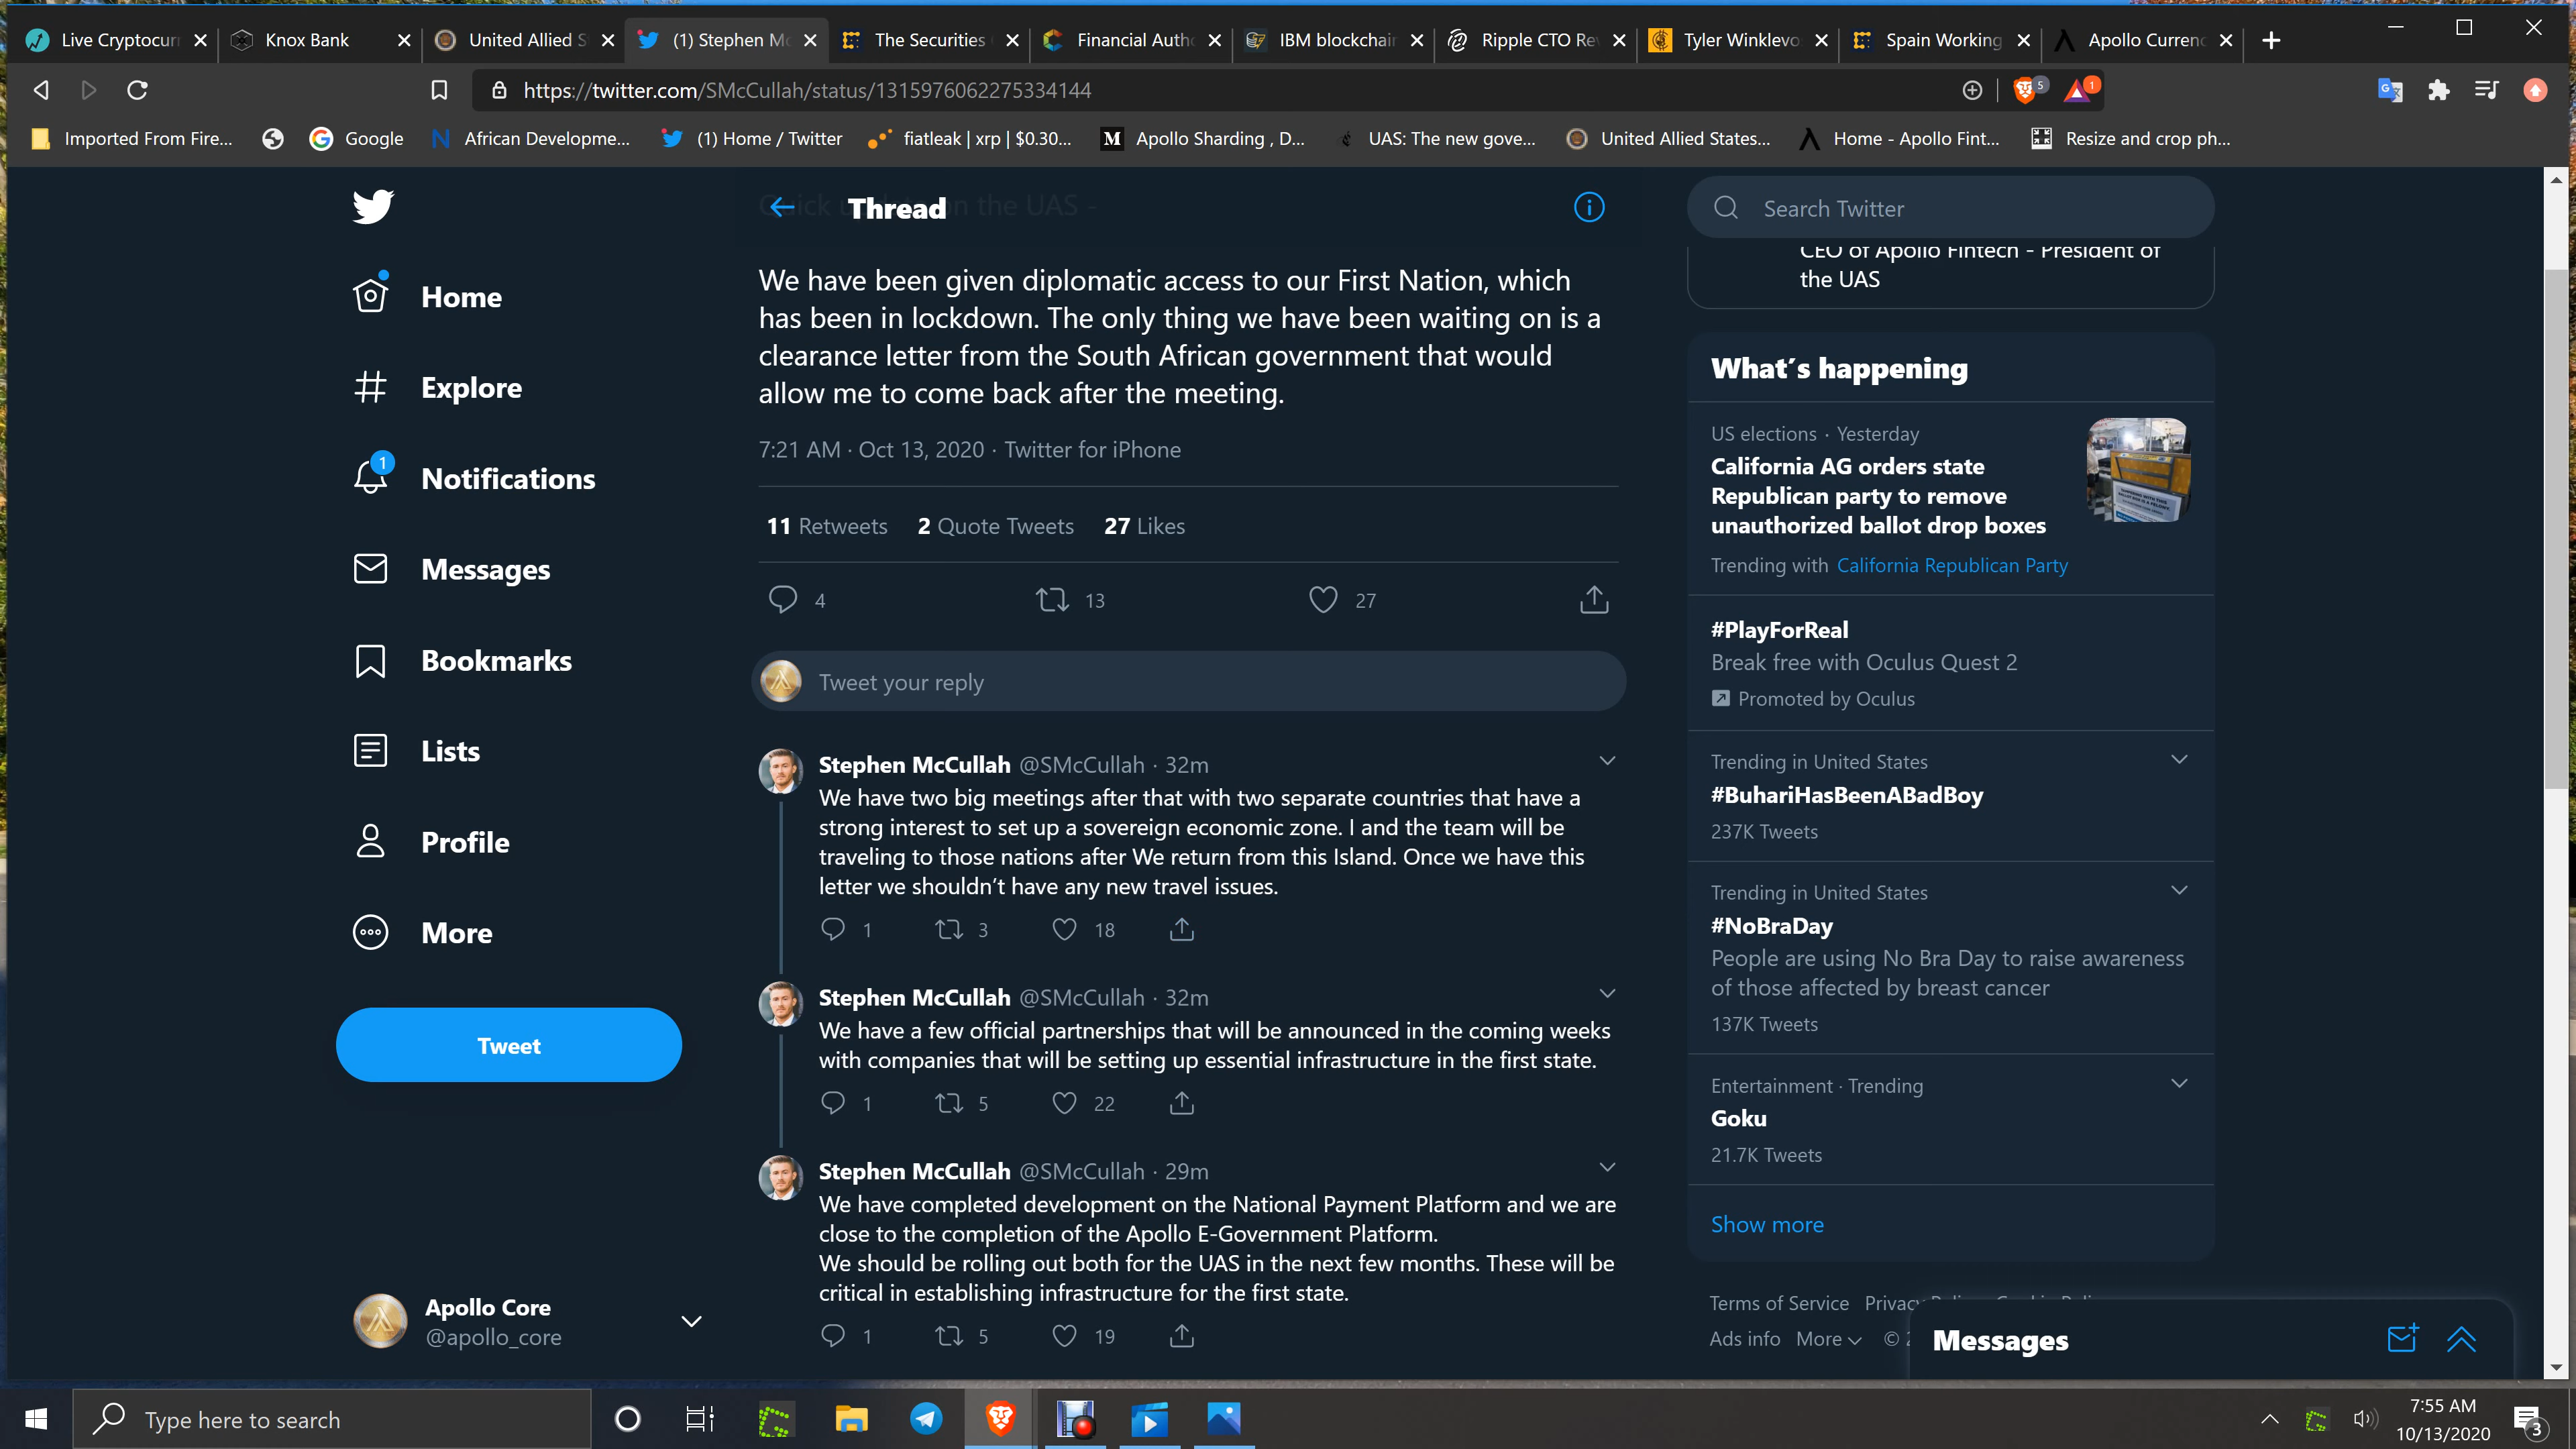 Live Cryptocurr
Knox Bank
United Allied S
(1) Stephen Mc
The Securities
Financial Autho
IBM blockchain
Ripple CTO Re
Tyler Winklevo
Spain Working
Apollo Currenc
https://twitter.com/SMcCullah/status/1315976062275334144
5
1
Imported From Fire...
Google
African Developme...
(1) Home / Twitter
fiatleak | xrp | $0.30...
M
Apollo Sharding , D...
UAS: The new gove...
United Allied States...
Home - Apollo Fint...
Resize and crop ph...
Home
Explore
1
Notifications
Messages
Bookmarks
Lists
Profile
More
Tweet
Apollo Core
@apollo_core
Thread
on the UAS -
We have been given diplomatic access to our First Nation, which
has been in lockdown. The only thing we have been waiting on is a
clearance letter from the South African government that would
allow me to come back after the meeting.
7:21 AM · Oct 13, 2020 · Twitter for iPhone
11 Retweets 2 Quote Tweets 27 Likes
4 13 27
Tweet your reply
Stephen McCullah @SMcCullah · 32m
We have two big meetings after that with two separate countries that have a
strong interest to set up a sovereign economic zone. I and the team will be
traveling to those nations after We return from this Island. Once we have this
letter we shouldn’t have any new travel issues.
1 3 18
Stephen McCullah @SMcCullah · 32m
We have a few official partnerships that will be announced in the coming weeks
with companies that will be setting up essential infrastructure in the first state.
1 5 22
Stephen McCullah @SMcCullah · 29m
We have completed development on the National Payment Platform and we are
close to the completion of the Apollo E-Government Platform.
We should be rolling out both for the UAS in the next few months. These will be
critical in establishing infrastructure for the first state.
1 5 19
Search Twitter
CEO of Apollo Fintech - President of
the UAS
What’s happening
US elections · Yesterday
California AG orders state
Republican party to remove
unauthorized ballot drop boxes
Trending with California Republican Party
#PlayForReal
Break free with Oculus Quest 2
Promoted by Oculus
Trending in United States
#BuhariHasBeenABadBoy
237K Tweets
Trending in United States
#NoBraDay
People are using No Bra Day to raise awareness
of those affected by breast cancer
137K Tweets
Entertainment · Trending
Goku
21.7K Tweets
Show more
Terms of Service Privacy
Ads info More ©
Messages
Type here to search
7:55 AM
10/13/2020
3